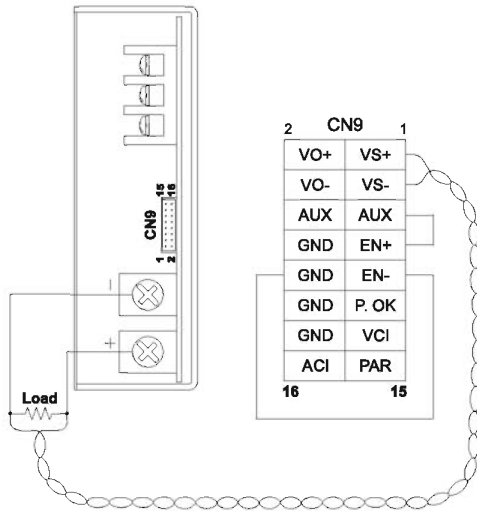 2 CN9 1
VO+ VS+
VO- VS-
AUX AUX
GND EN+
GND EN-
GND P. OK
GND VCI
ACI PAR
16 15
15 16
CN9
1 2
-
+
Load